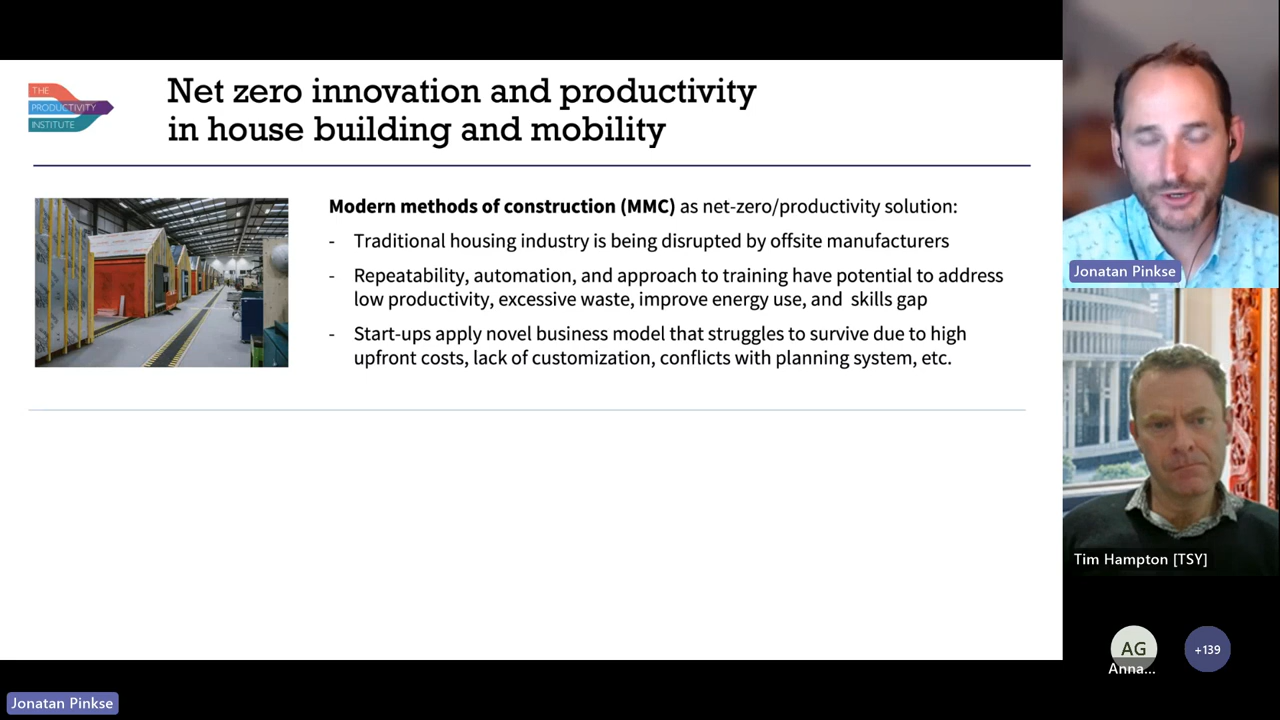 THE
PRODUCTIVITY
INSTITUTE
Net zero innovation and productivity
in house building and mobility
Modern methods of construction (MMC) as net-zero/productivity solution:
- Traditional housing industry is being disrupted by offsite manufacturers
- Repeatability, automation, and approach to training have potential to address
low productivity, excessive waste, improve energy use, and skills gap
- Start-ups apply novel business model that struggles to survive due to high
upfront costs, lack of customization, conflicts with planning system, etc.
Jonatan Pinkse
Tim Hampton [TSY]
AG
Anna...
+139
Jonatan Pinkse